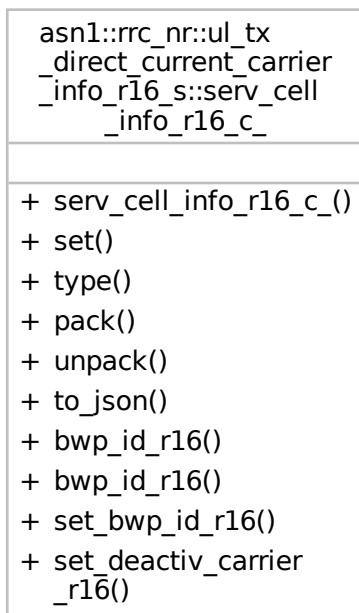 asn1::rrc_nr::ul_tx
_direct_current_carrier
_info_r16_s::serv_cell
_info_r16_c_
+ serv_cell_info_r16_c_()
+ set()
+ type()
+ pack()
+ unpack()
+ to_json()
+ bwp_id_r16()
+ bwp_id_r16()
+ set_bwp_id_r16()
+ set_deactiv_carrier
_r16()